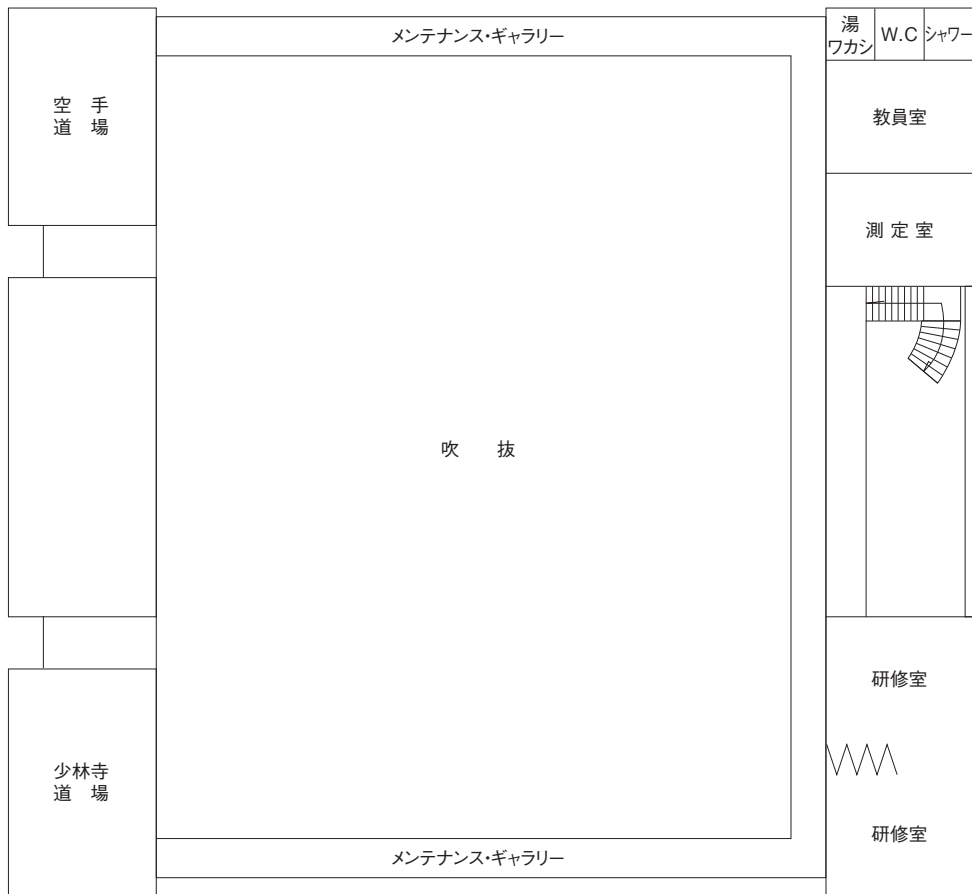 メンテナンス・ギャラリー
湯
ワカシ
W.C
シャワー
空 手
道 場
教員室
測 定 室
吹 抜
研修室
少林寺
道 場
研修室
メンテナンス・ギャラリー